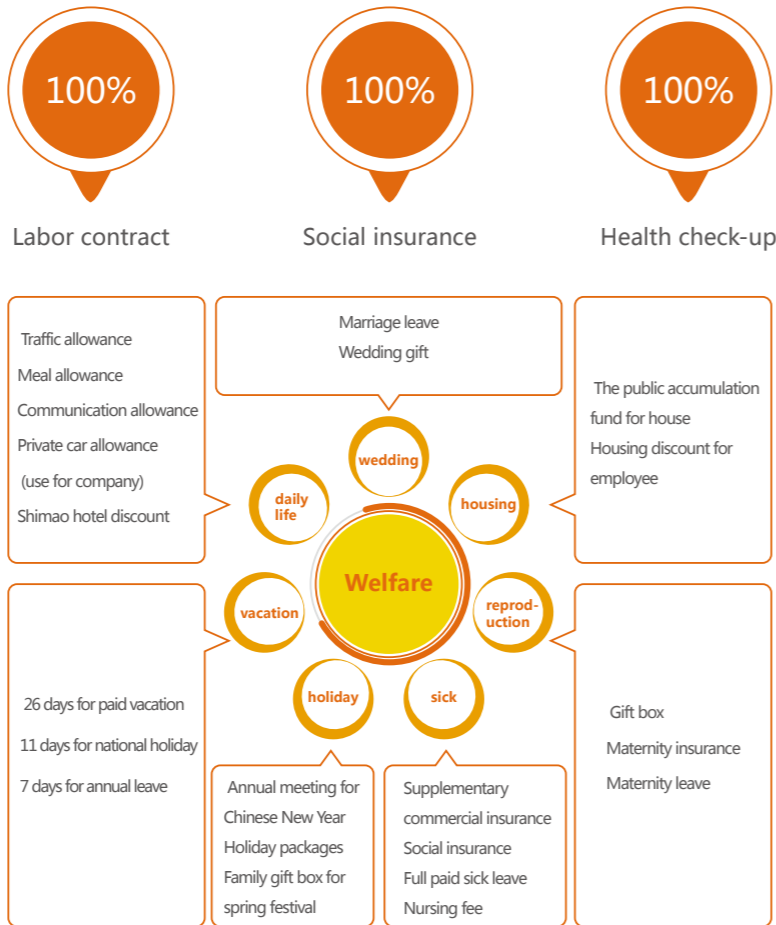 100%
100%
100%
Labor contract
Social insurance
Health check-up
Traffic allowance
Meal allowance
Communication allowance
Private car allowance
(use for company)
Shimao hotel discount
Marriage leave
Wedding gift
The public accumulation
fund for house
Housing discount for
employee
wedding
daily
life
housing
Welfare
vacation
reprod-
uction
holiday
sick
26 days for paid vacation
11 days for national holiday
7 days for annual leave
Annual meeting for
Chinese New Year
Holiday packages
Family gift box for
spring festival
Supplementary
commercial insurance
Social insurance
Full paid sick leave
Nursing fee
Gift box
Maternity insurance
Maternity leave